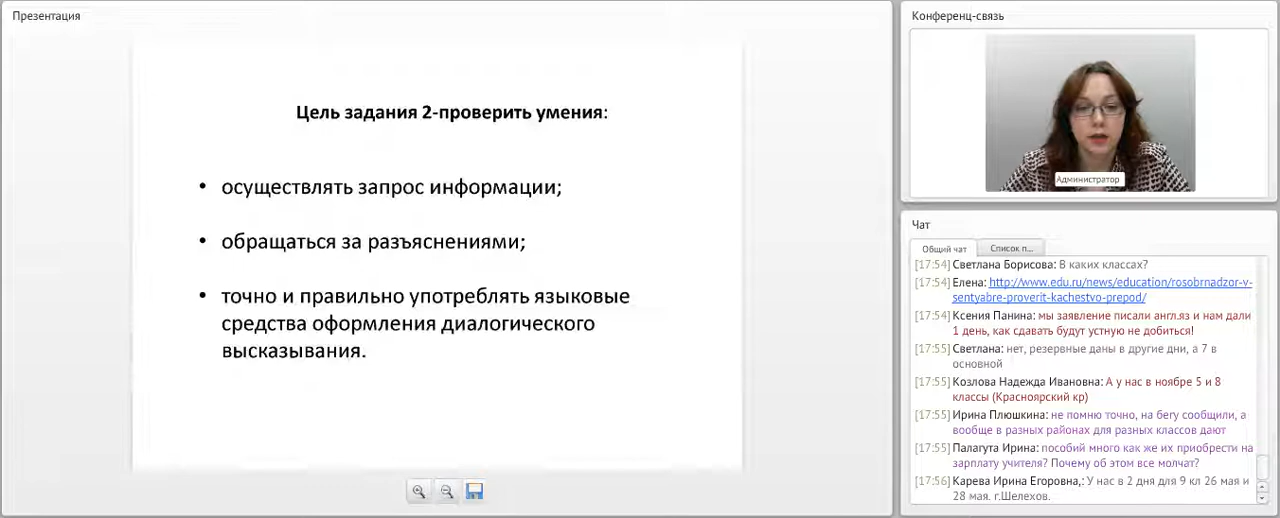 Презентация
Цель задания 2-проверить умения:
• осуществлять запрос информации;
• обращаться за разъяснениями;
• точно и правильно употреблять языковые
средства оформления диалогического
высказывания.
Конференц-связь
Администратор
Чат
Общий чат
Список п...
[17:54] Светлана Борисова: В каких классах?
[17:54] Елена: http://www.edu.ru/news/education/rosobrnadzor-v-
sentyabre-proverit-kachestvo-prepod/
[17:54] Ксения Панина: мы заявление писали англ.яз и нам дали
1 день, как сдавать будут устную не добиться!
[17:55] Светлана: нет, резервные даны в другие дни, а 7 в
основной
[17:55] Козлова Надежда Ивановна: А у нас в ноябре 5 и 8
классы (Красноярский кр)
[17:55] Ирина Плюшкина: не помню точно, на бегу сообщили, а
вообще в разных районах для разных классов дают
[17:55] Палагута Ирина: пособий много как же их приобрести на
зарплату учителя? Почему об этом все молчат?
[17:56] Карева Ирина Егоровна,: У нас в 2 дня для 9 кл 26 мая и
28 мая. г.Шелехов.